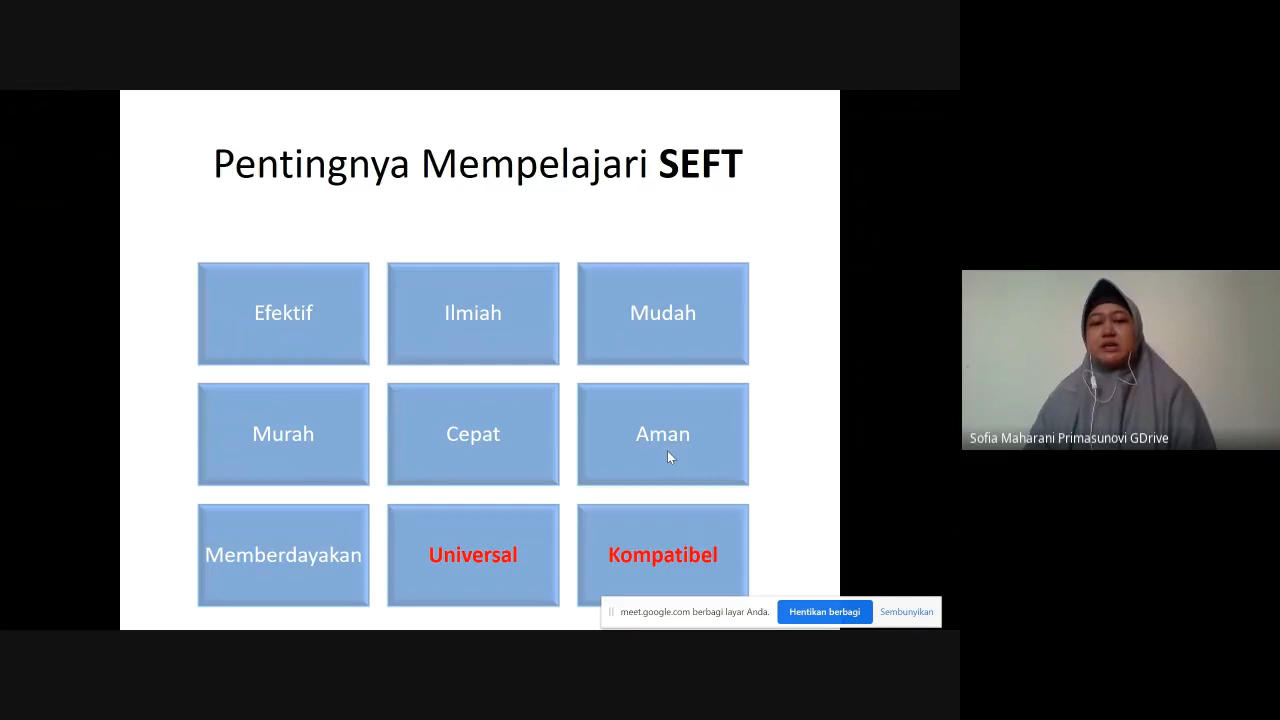 Pentingnya Mempelajari SEFT
Efektif
Ilmiah
Mudah
Murah
Cepat
Aman
Memberdayakan
Universal
Kompatibel
meet.google.com berbagi layar Anda.
Hentikan berbagi
Sembunyikan
Sofia Maharani Primasunovi GDrive